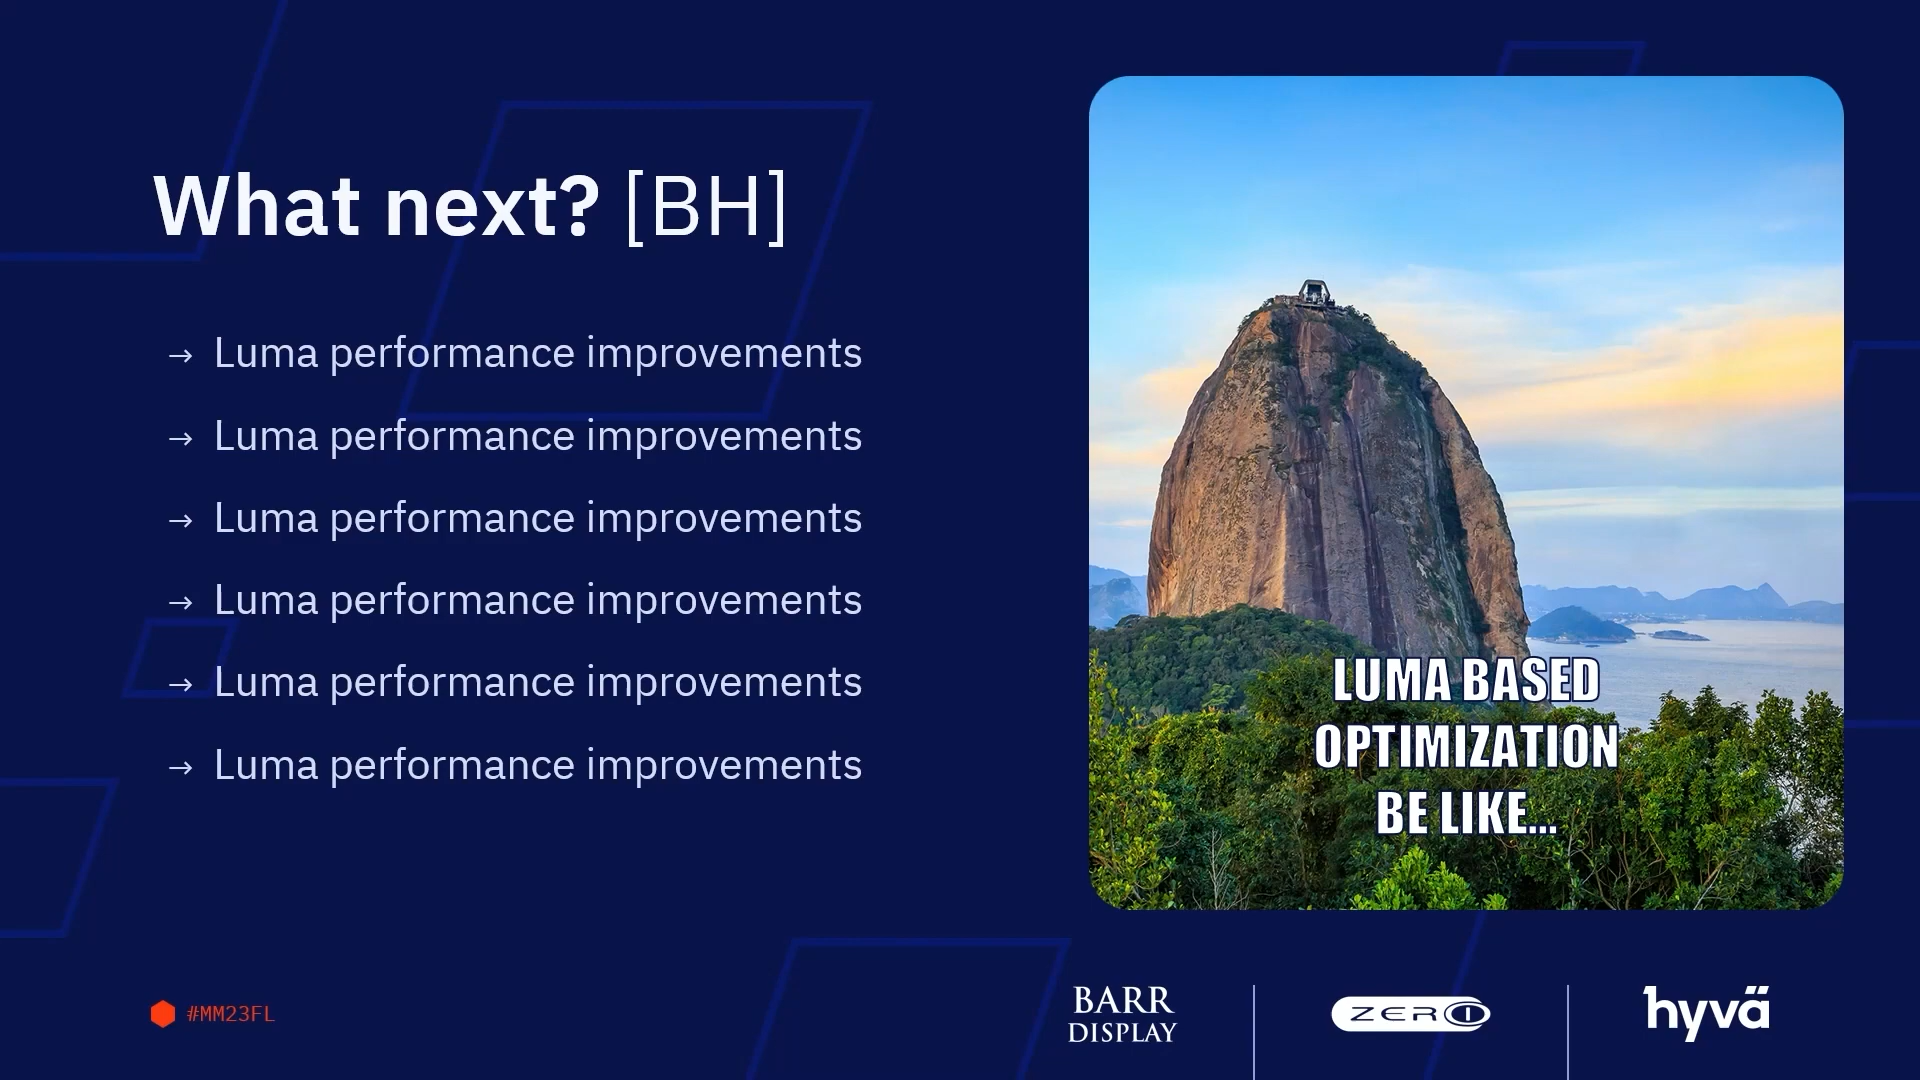 What next? [BH]
→ Luma performance improvements
→ Luma performance improvements
→ Luma performance improvements
→ Luma performance improvements
→ Luma performance improvements
→ Luma performance improvements
LUMA BASED
OPTIMIZATION
BE LIKE...
#MM23FL
BARR
DISPLAY
ZERO1
hyvä